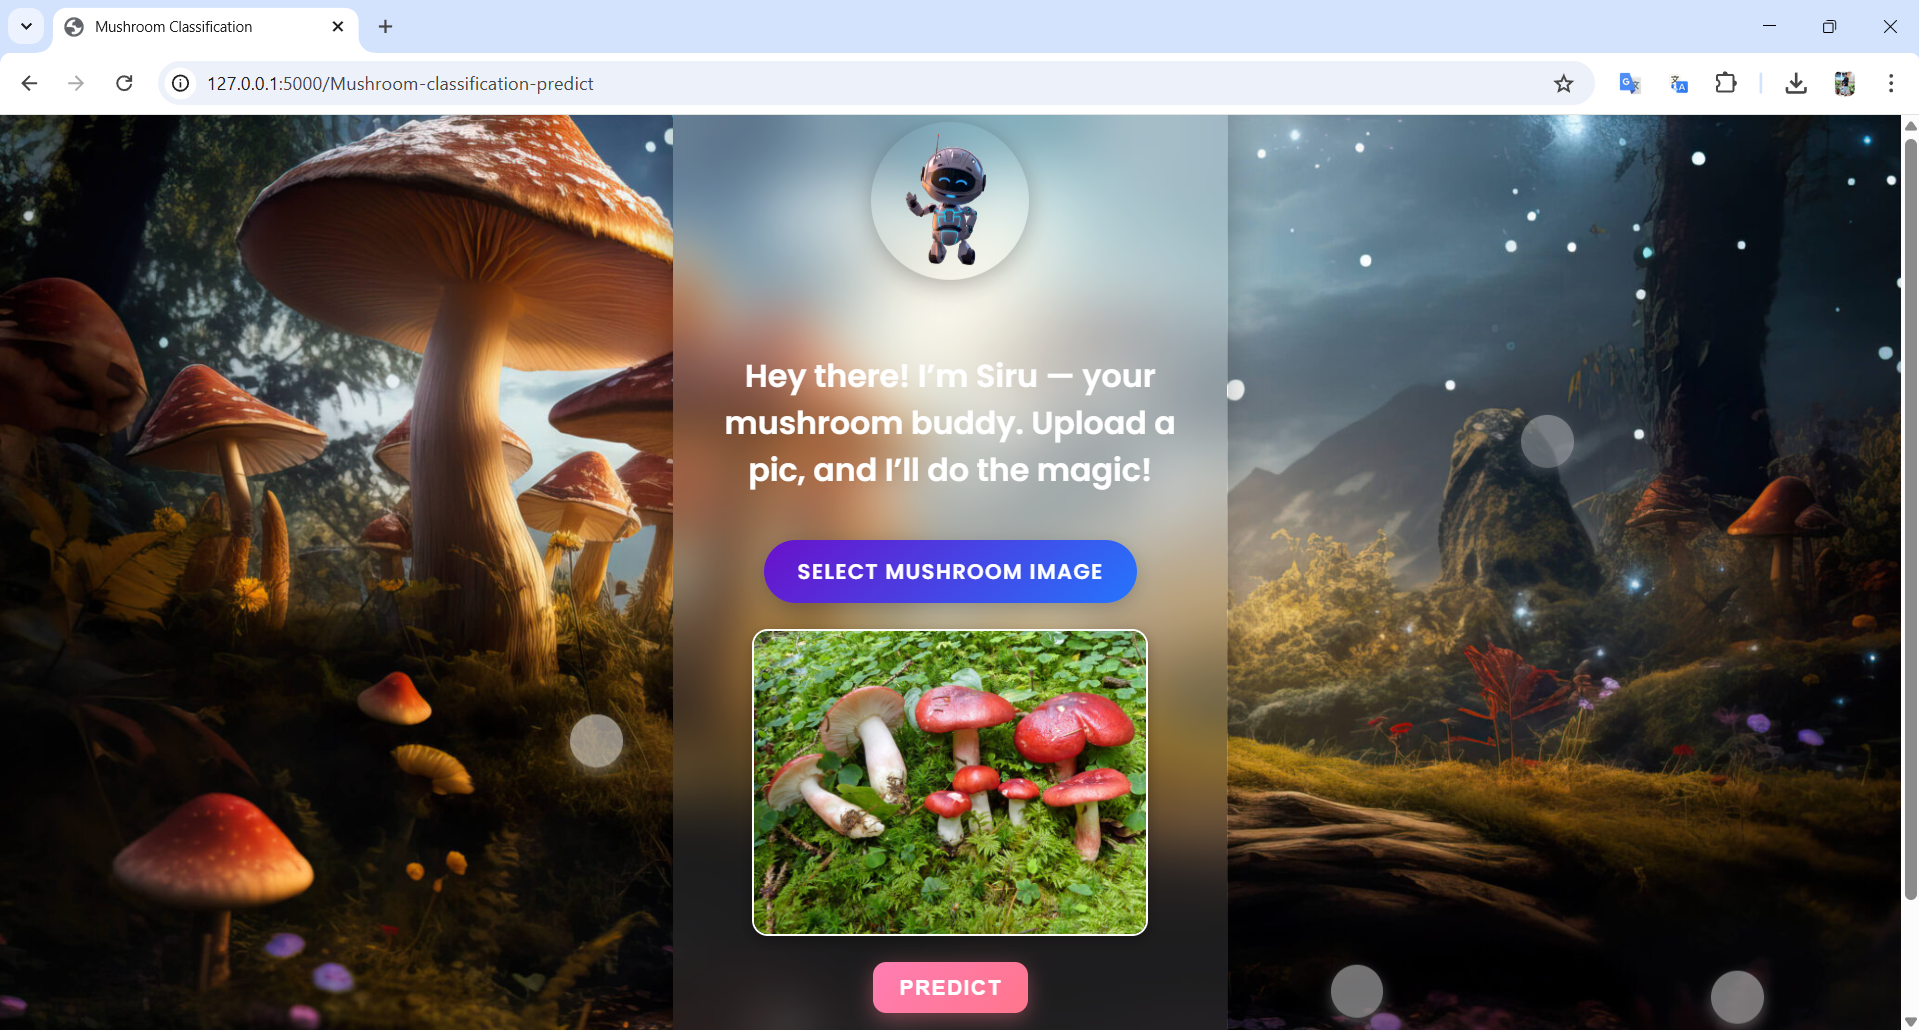 Mushroom Classification
127.0.0.1:5000/Mushroom-classification-predict
Hey there! I’m Siru — your
mushroom buddy. Upload a
pic, and I’ll do the magic!
SELECT MUSHROOM IMAGE
PREDICT